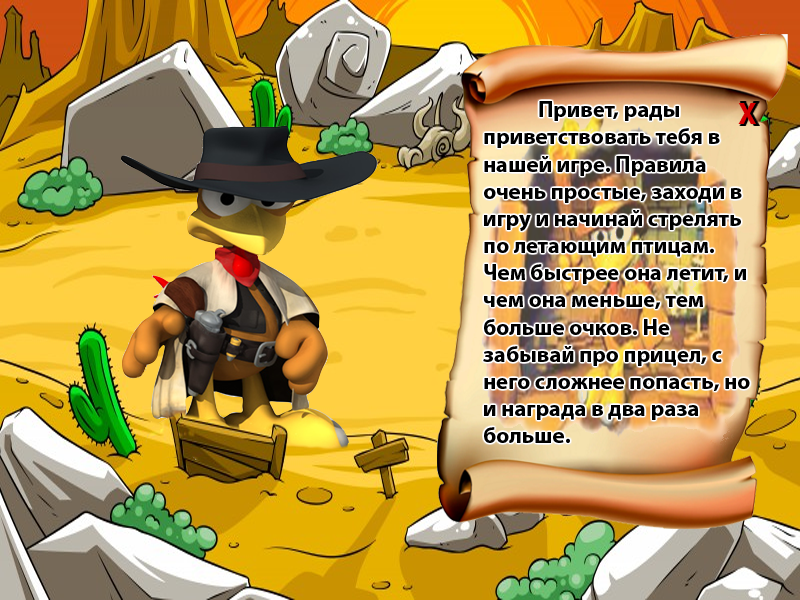 Привет, рады
приветствовать тебя в
нашей игре. Правила
очень простые, заходи в
игру и начинай стрелять
по летающим птицам.
Чем быстрее она летит, и
чем она меньше, тем
больше очков. Не
забывай про прицел, с
него сложнее попасть, но
и награда в два раза
больше.
X